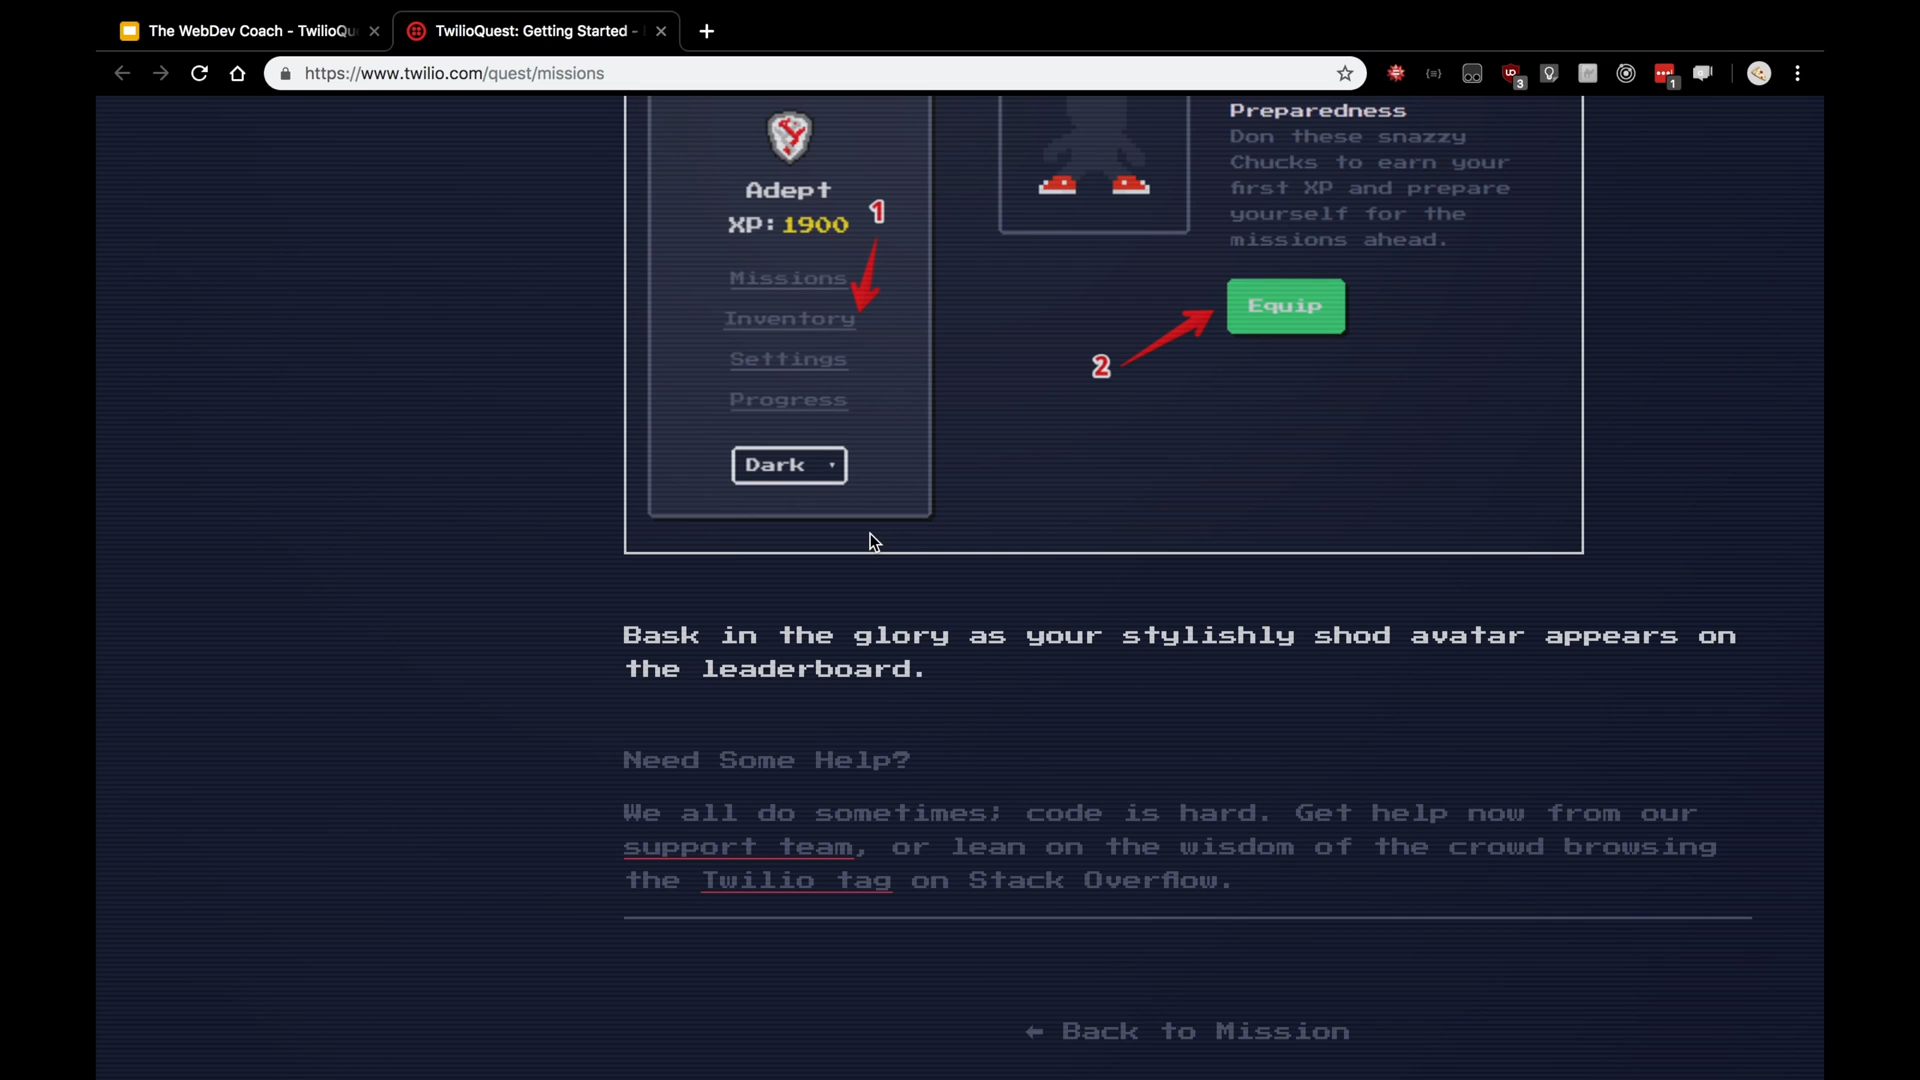 The WebDev Coach - TwilioQu
TwilioQuest: Getting Started -
https://www.twilio.com/quest/missions
3
1
Adept
XP: 1900
1
Missions
Inventory
Settings
Progress
Dark
Preparedness
Don these snazzy
Chucks to earn your
first XP and prepare
yourself for the
missions ahead.
Equip
2
Bask in the glory as your stylishly shod avatar appears on
the leaderboard.
Need Some Help?
We all do sometimes; code is hard. Get help now from our
support team, or lean on the wisdom of the crowd browsing
the Twilio tag on Stack Overflow.
← Back to Mission